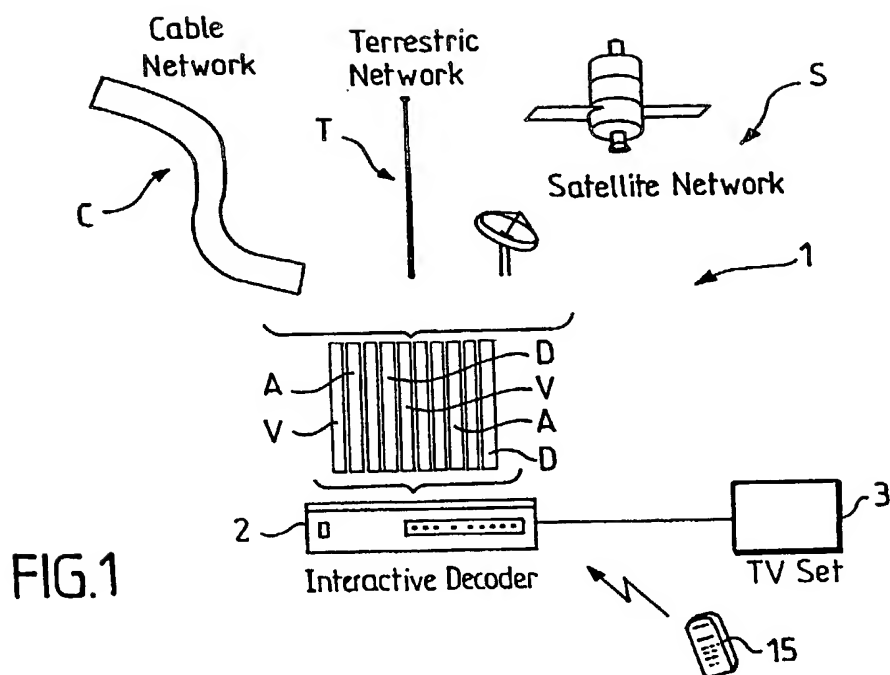 Cable
Network
Terrestric
Network
S
T
C
Satellite Network
1
A
D
V
V
A
D
2
3
Interactive Decoder
TV Set
FIG.1
15